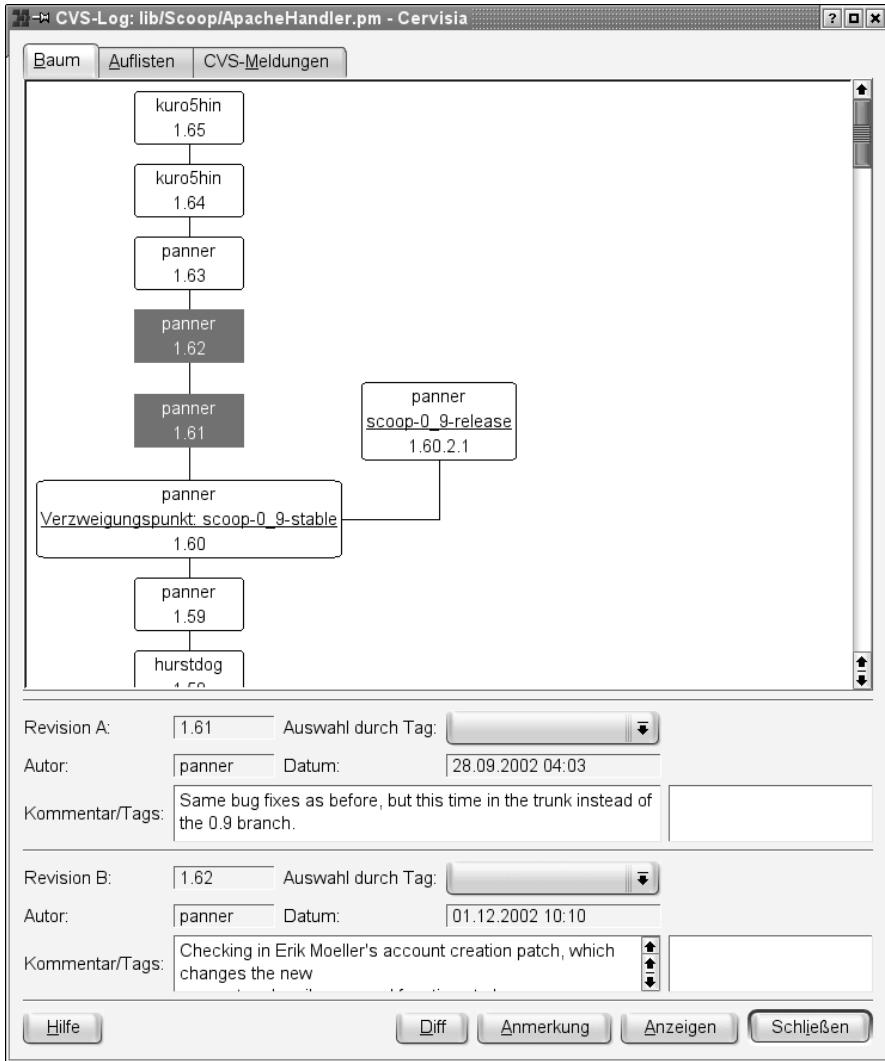 CVS-Log: lib/Scoop/ApacheHandler.pm - Cervisia
Baum Auflisten CVS-Meldungen
kuro5hin
1.65
kuro5hin
1.64
panner
1.63
panner
1.62
panner
1.61
panner
scoop-0_9-release
1.60.2.1
panner
Verzweigungspunkt: scoop-0_9-stable
1.60
panner
1.59
hurstdog
Revision A: 1.61 Auswahl durch Tag:
Autor: panner Datum: 28.09.2002 04:03
Kommentar/Tags: Same bug fixes as before, but this time in the trunk instead of
the 0.9 branch.
Revision B: 1.62 Auswahl durch Tag:
Autor: panner Datum: 01.12.2002 10:10
Kommentar/Tags: Checking in Erik Moeller's account creation patch, which
changes the new
Hilfe Diff Anmerkung Anzeigen Schließen